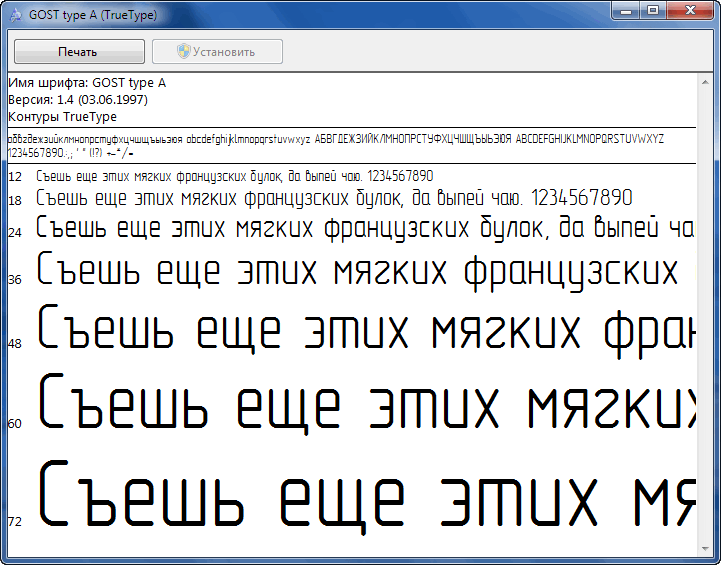 GOST type A (TrueType)
Печать Установить
Имя шрифта: GOST type A
Версия: 1.4 (03.06.1997)
Контуры TrueType
абвгдежзийклмнопрстуфхцчшщъыьэюя abcdefghijklmnopqrstuvwxyz АБВГДЕЖЗИЙКЛМНОПРСТУФХЦЧШЩЪЫЬЭЮЯ ABCDEFGHIJKLMNOPQRSTUVWXYZ
1234567890.:,; ' " (!?) +-*/=
12 Съешь еще этих мягких французских булок, да выпей чаю. 1234567890
18 Съешь еще этих мягких французских булок, да выпей чаю. 1234567890
24 Съешь еще этих мягких французских булок, да выпей ча
36 Съешь еще этих мягких французских
48 Съешь еще этих мягких фран
60 Съешь еще этих мягких
72 Съешь еще этих мя